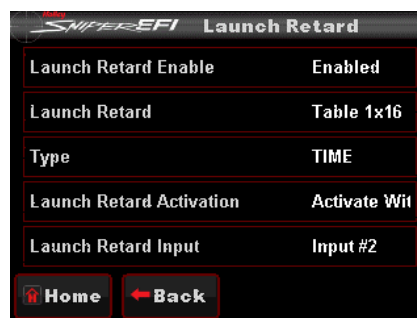 Holley
SNIPER EFI Launch Retard
Launch Retard Enable Enabled
Launch Retard Table 1x16
Type TIME
Launch Retard Activation Activate Wit
Launch Retard Input Input #2
Home Back